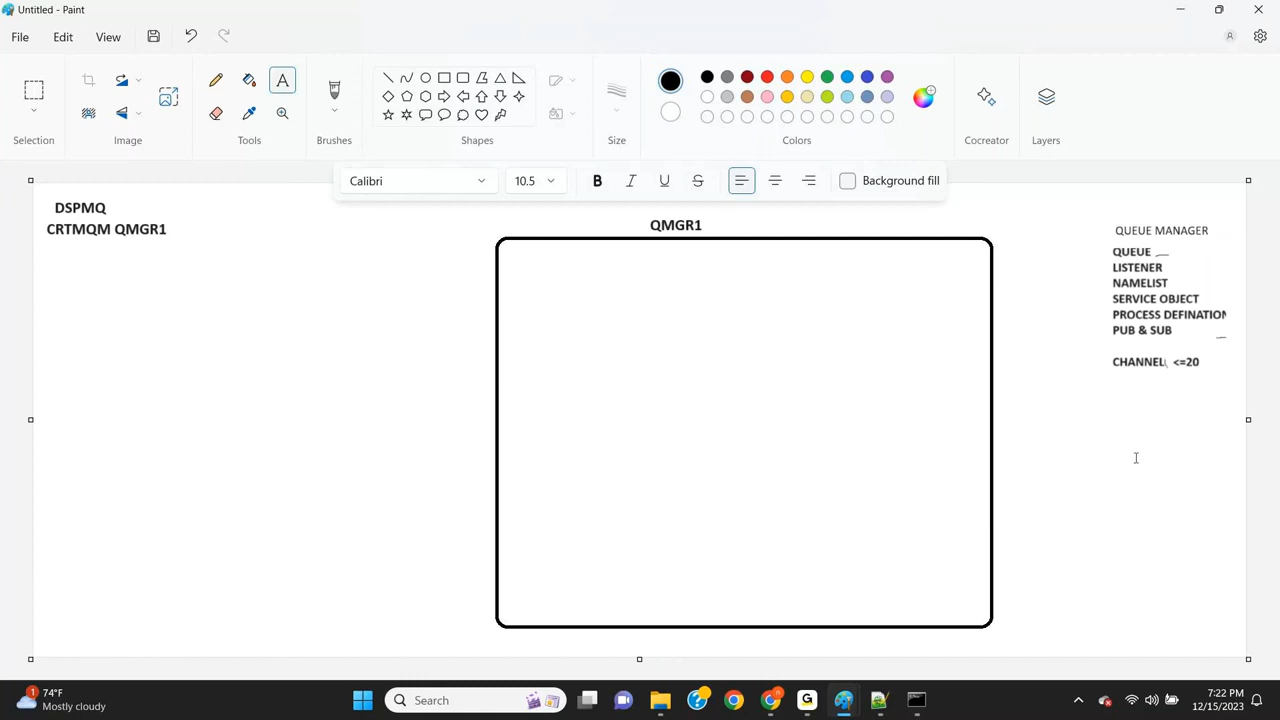 Untitled - Paint
File Edit View
Selection Image Tools Brushes Shapes Size Colors Cocreator Layers
Calibri 10.5 B I U S Background fill
DSPMQ
CRTMQM QMGR1
QMGR1
QUEUE MANAGER
QUEUE
LISTENER
NAMELIST
SERVICE OBJECT
PROCESS DEFINATION
PUB & SUB
CHANNEL <=20
1 74°F
Mostly cloudy
Search
7:22 PM
12/15/2023